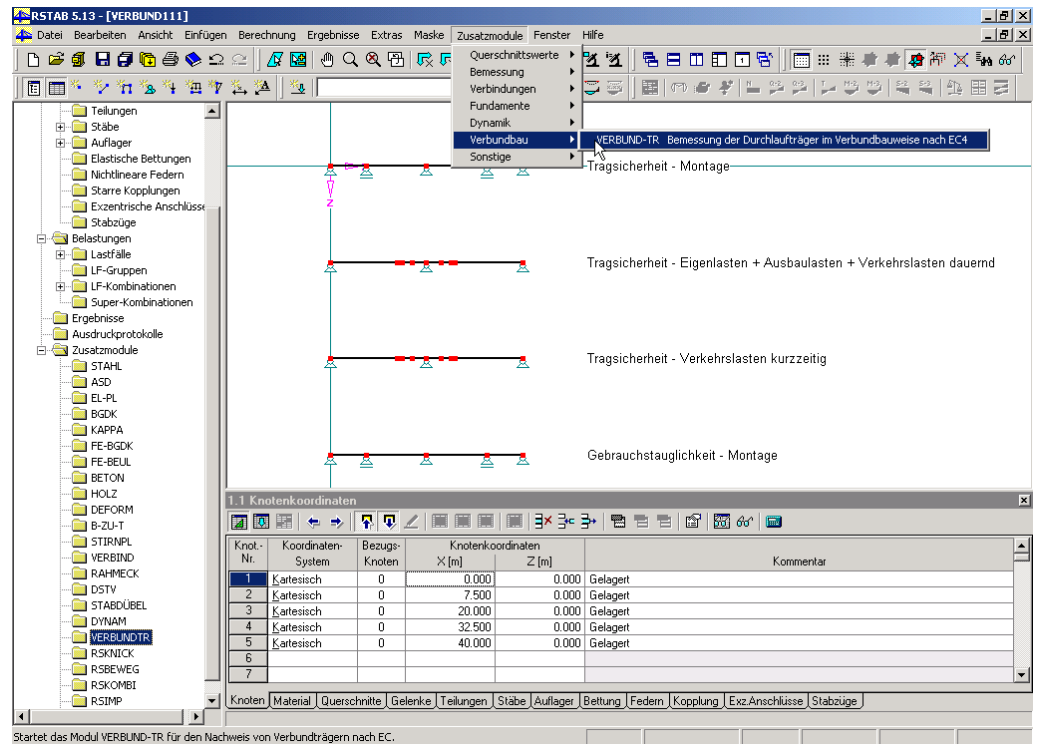 RSTAB 5.13 - [VERBUND111]
Datei Bearbeiten Ansicht Einfügen Berechnung Ergebnisse Extras Maske Zusatzmodule Fenster Hilfe
Querschnittswerte
Bemessung
Verbindungen
Fundamente
Dynamik
Verbundbau
Sonstige
VERBUND-TR Bemessung der Durchlaufträger im Verbundbauweise nach EC4
Teilungen
Stäbe
Auflager
Elastische Bettungen
Nichtlineare Federn
Starre Kopplungen
Exzentrische Anschlüsse
Stabzüge
Belastungen
Lastfälle
LF-Gruppen
LF-Kombinationen
Super-Kombinationen
Ergebnisse
Ausdruckprotokolle
Zusatzmodule
STAHL
ASD
EL-PL
BGDK
KAPPA
FE-BGDK
FE-BEUL
BETON
HOLZ
DEFORM
B-ZU-T
STIRNPL
VERBIND
RAHMECK
DSTV
STABDÜBEL
DYNAM
VERBUNDTR
RSKNICK
RSBEWEG
RSKOMBI
RSIMP
Tragsicherheit - Montage
z
Tragsicherheit - Eigenlasten + Ausbaulasten + Verkehrslasten dauernd
Tragsicherheit - Verkehrslasten kurzzeitig
Gebrauchstauglichkeit - Montage
1.1 Knotenkoordinaten
Knot.- Koordinaten- Bezugs- Knotenkoordinaten
Nr. System Knoten X [m] Z [m] Kommentar
1 Kartesisch 0 0.000 0.000 Gelagert
2 Kartesisch 0 7.500 0.000 Gelagert
3 Kartesisch 0 20.000 0.000 Gelagert
4 Kartesisch 0 32.500 0.000 Gelagert
5 Kartesisch 0 40.000 0.000 Gelagert
6
7
Knoten Material Querschnitte Gelenke Teilungen Stäbe Auflager Bettung Federn Kopplung Exz.Anschlüsse Stabzüge
Startet das Modul VERBUND-TR für den Nachweis von Verbundträgern nach EC.